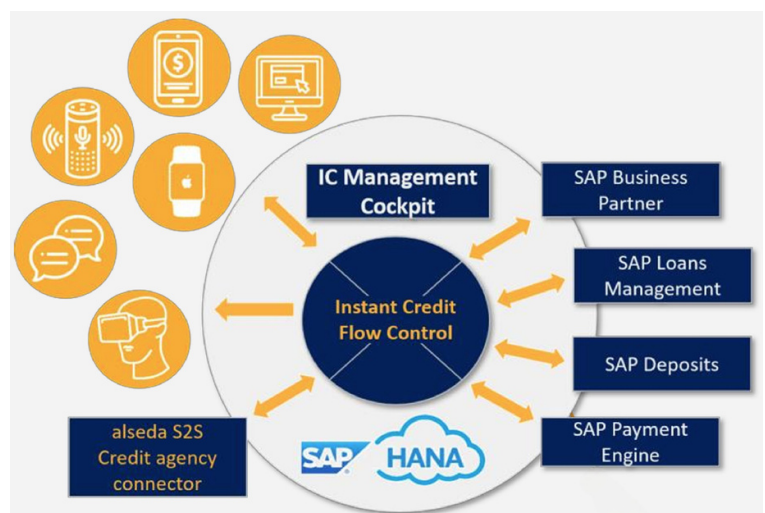 IC Management
Cockpit
SAP Business
Partner
SAP Loans
Management
Instant Credit
Flow Control
SAP Deposits
alseda S2S
Credit agency
connector
SAP HANA
SAP Payment
Engine